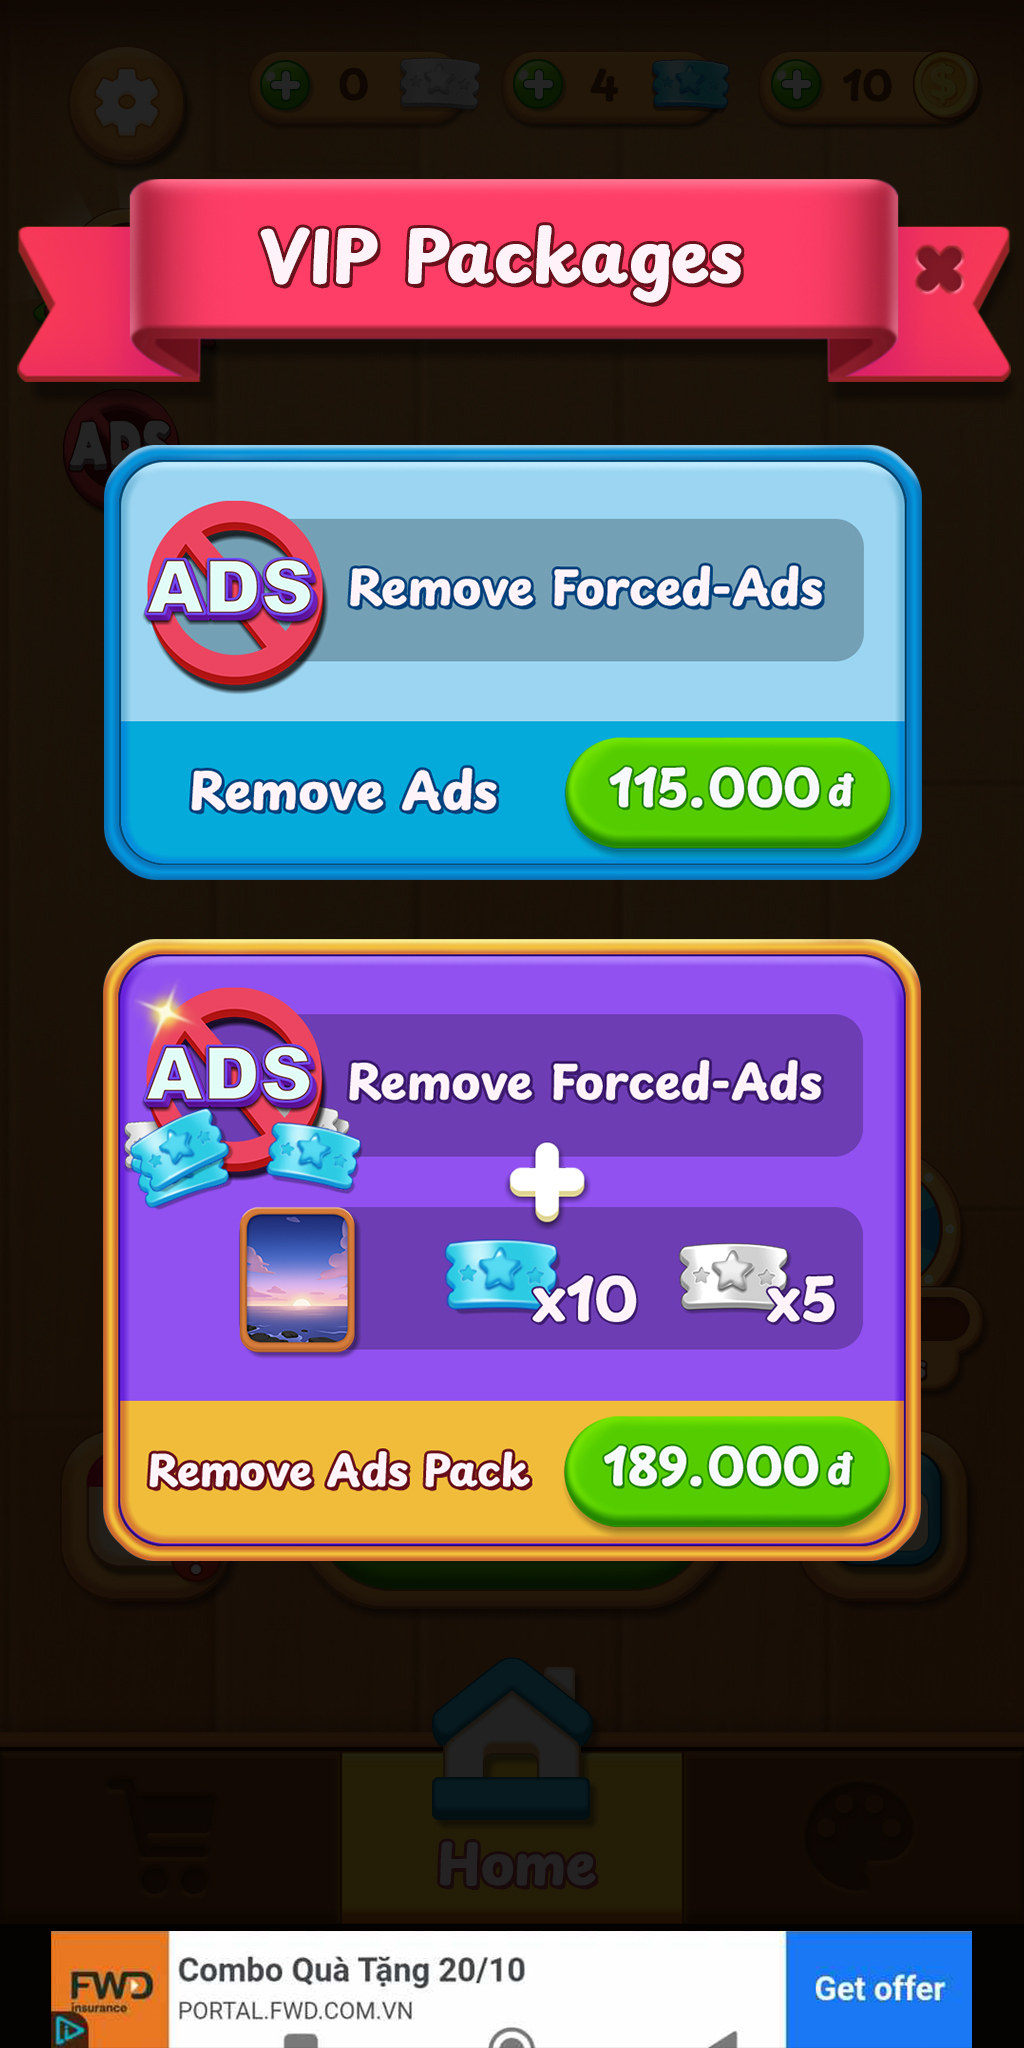 0 4 10
VIP Packages
ADS
ADS
Remove Forced-Ads
Remove Ads
115.000 đ
ADS
Remove Forced-Ads
x10
x5
Remove Ads Pack
189.000 đ
Home
FWD
insurance
Combo Quà Tặng 20/10
PORTAL.FWD.COM.VN
Get offer